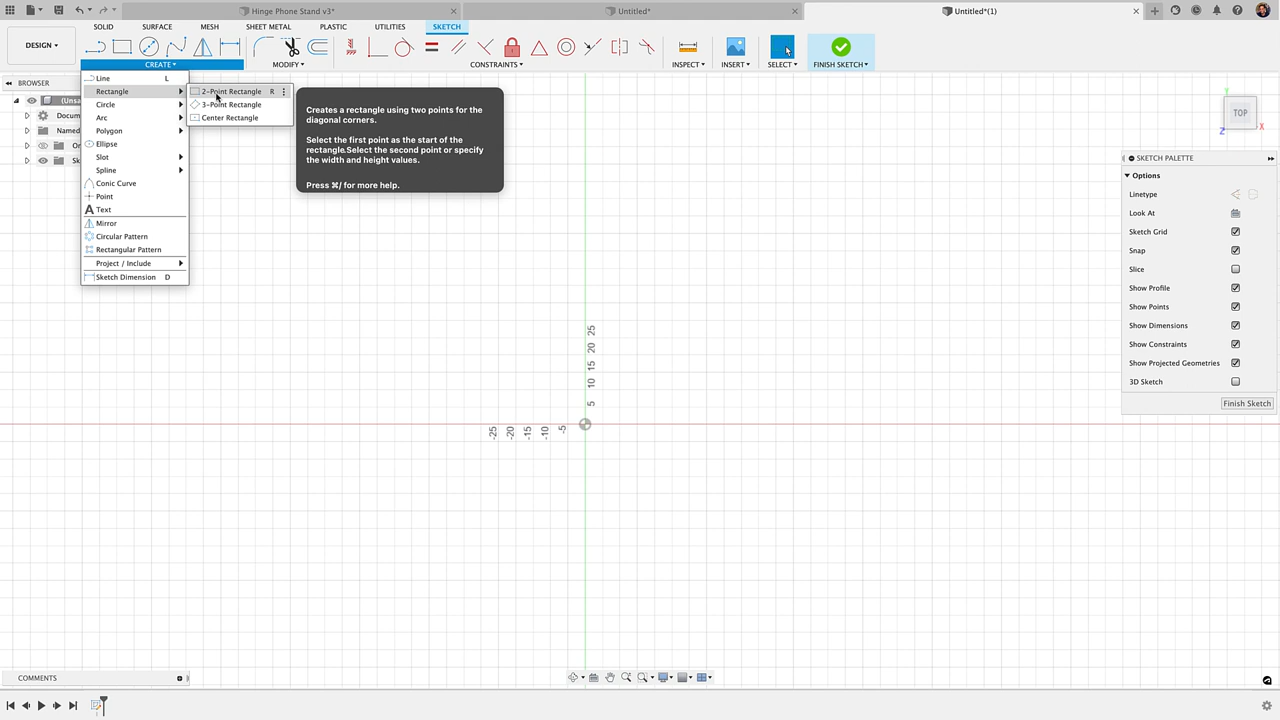 Hinge Phone Stand v3*
Untitled*
Untitled*(1)
DESIGN
SOLID
SURFACE
MESH
SHEET METAL
PLASTIC
UTILITIES
SKETCH
CREATE
MODIFY
CONSTRAINTS
INSPECT
INSERT
SELECT
FINISH SKETCH
BROWSER
(Unsa
Docum
Named
Or
Sk
Line L
Rectangle
Circle
Arc
Polygon
Ellipse
Slot
Spline
Conic Curve
Point
Text
Mirror
Circular Pattern
Rectangular Pattern
Project / Include
Sketch Dimension D
2-Point Rectangle R
3-Point Rectangle
Center Rectangle
Creates a rectangle using two points for the
diagonal corners.
Select the first point as the start of the
rectangle.Select the second point or specify
the width and height values.
Press ⌘/ for more help.
TOP
Y
X
Z
SKETCH PALETTE
Options
Linetype
Look At
Sketch Grid
Snap
Slice
Show Profile
Show Points
Show Dimensions
Show Constraints
Show Projected Geometries
3D Sketch
Finish Sketch
25
20
15
10
5
-25
-20
-15
-10
-5
COMMENTS